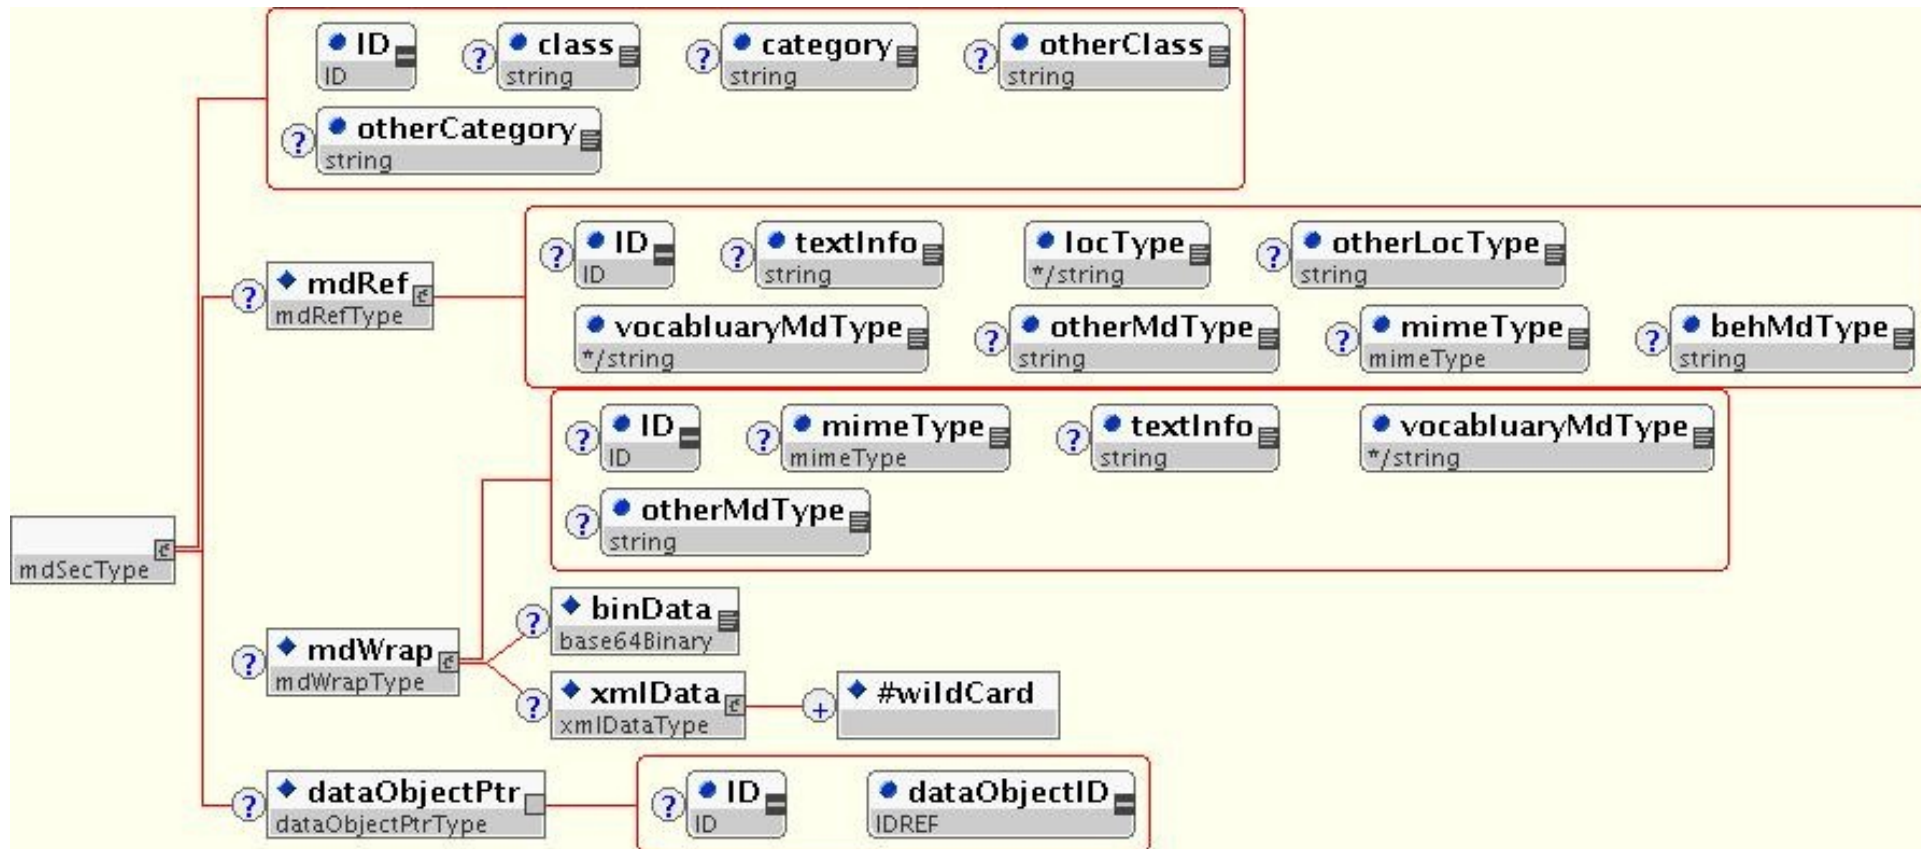 ID ? class ? category ? otherClass
ID string string string
? otherCategory
string
? ID ? textInfo locType ? otherLocType
ID string */string string
? mdRef
mdRefType
vocabluaryMdType ? otherMdType ? mimeType ? behMdType
*/string string mimeType string
? ID ? mimeType ? textInfo vocabluaryMdType
ID mimeType string */string
? otherMdType
string
mdSecType
? binData
base64Binary
? mdWrap
mdWrapType
? xmlData + #wildCard
xmlDataType
? dataObjectPtr ? ID dataObjectID
dataObjectPtrType ID IDREF